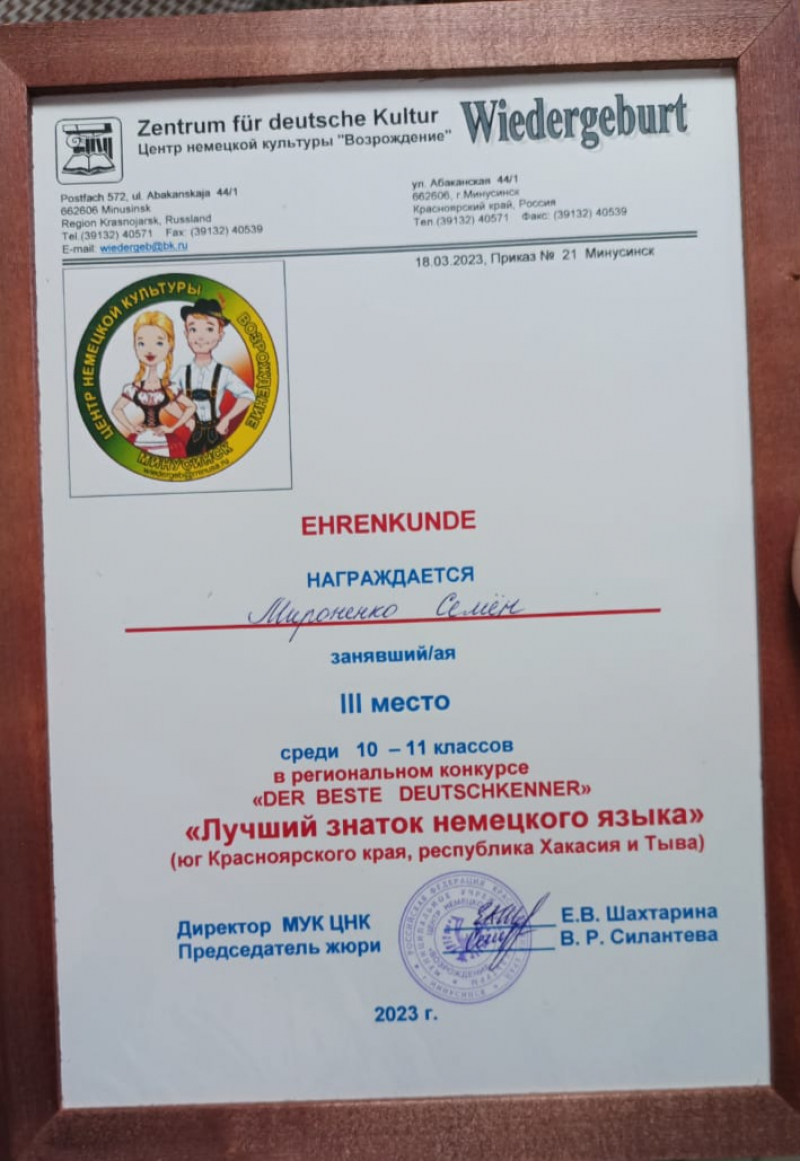 Zentrum für deutsche Kultur
Wiedergeburt
Центр немецкой культуры "Возрождение"
Postfach 572, ul. Abakanskaja 44/1
662606 Minusinsk
Region Krasnojarsk, Russland
Tel.(39132) 40571 Fax: (39132) 40539
E-mail: wiedergeb@bk.ru
ул. Абаканская 44/1
662606, г.Минусинск
Красноярский край, Россия
Тел.(39132) 40571 Факс: (39132) 40539
18.03.2023, Приказ № 21 Минусинск
ЦЕНТР НЕМЕЦКОЙ КУЛЬТУРЫ
ВОЗРОЖДЕНИЕ
МИНУСИНСК
EHRENKUNDE
НАГРАЖДАЕТСЯ
Мироненко Семён
занявший/ая
III место
среди 10 – 11 классов
в региональном конкурсе
«DER BESTE DEUTSCHKENNER»
«Лучший знаток немецкого языка»
(юг Красноярского края, республика Хакасия и Тыва)
Директор МУК ЦНК Е.В. Шахтарина
Председатель жюри В. Р. Силантева
2023 г.